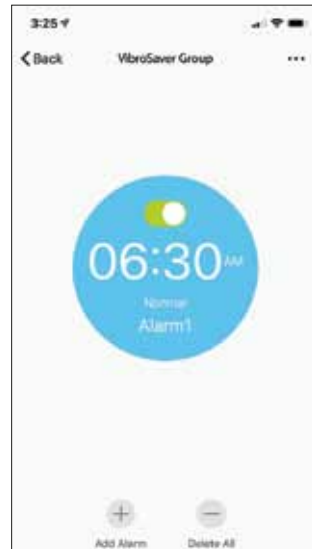 3:25
Back VibroSaver Group ...
06:30 AM
Normal
Alarm1
Add Alarm Delete All